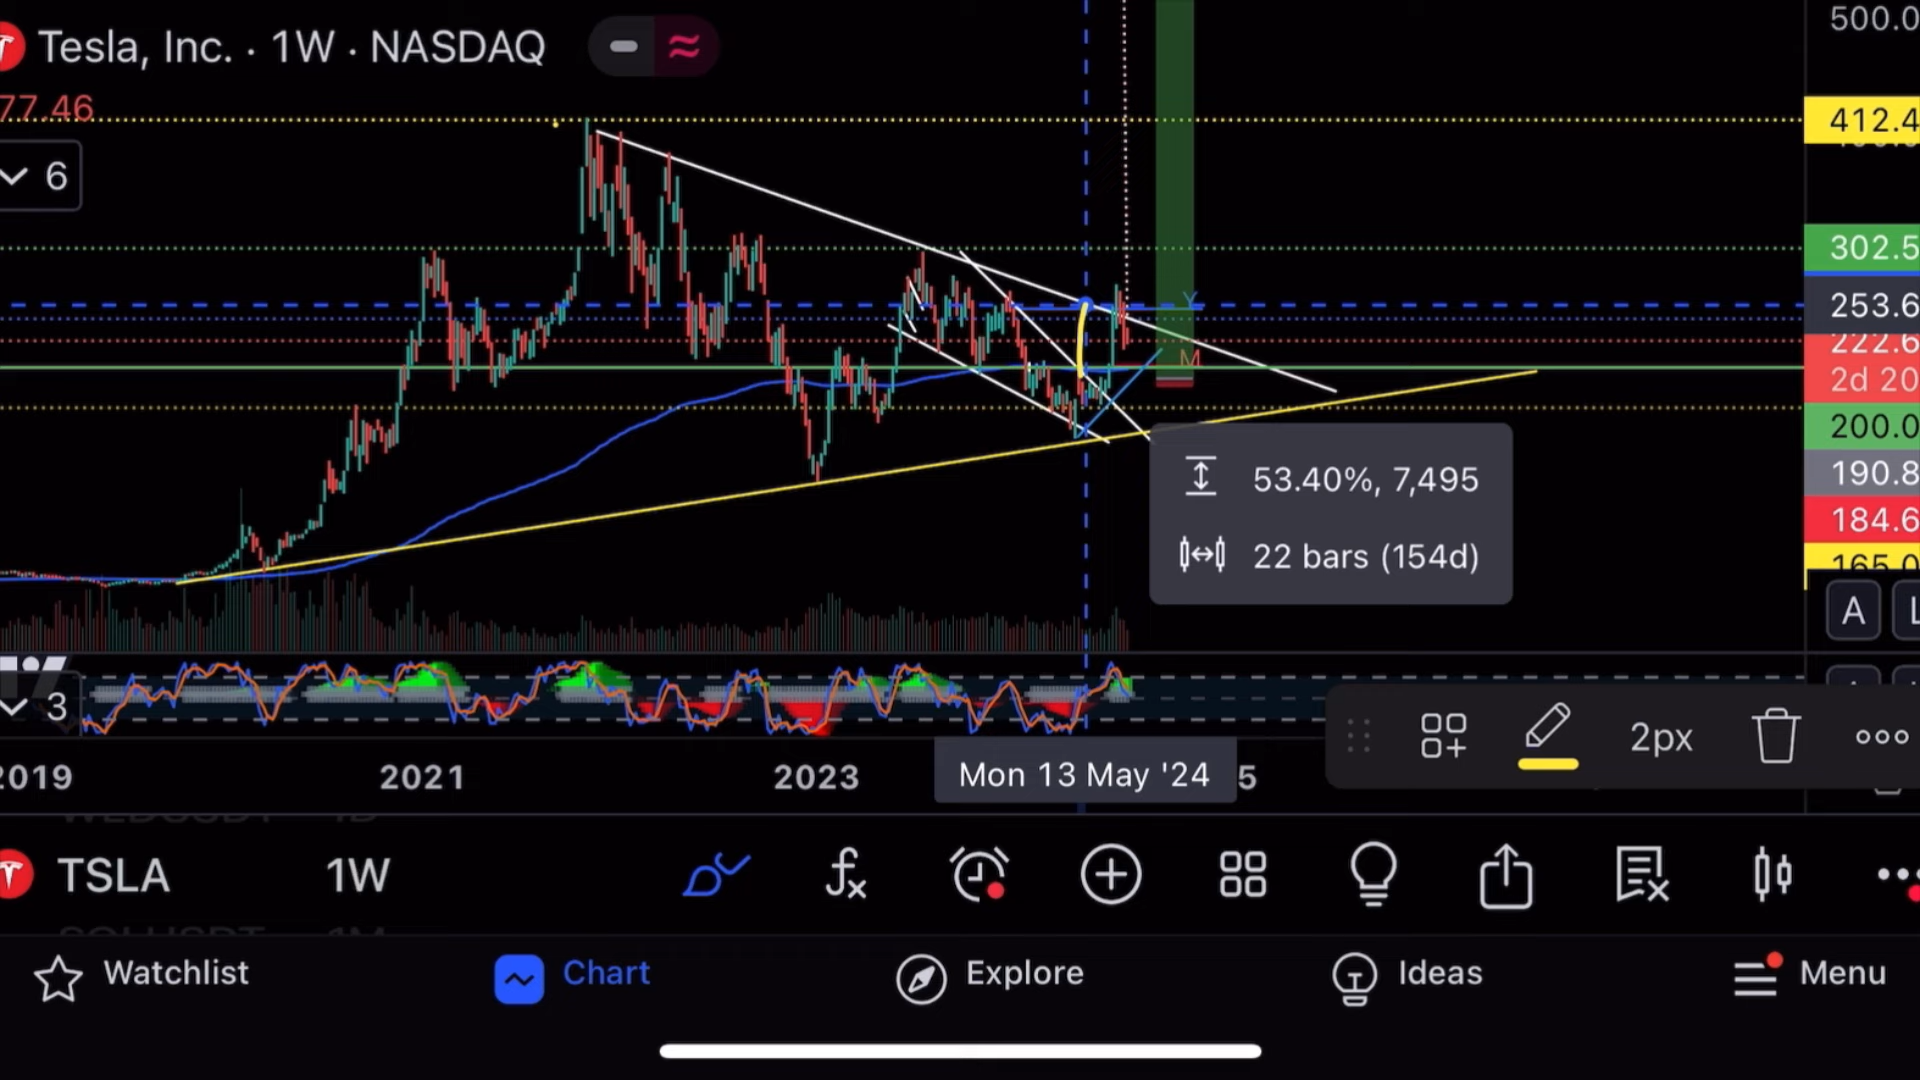 Tesla, Inc. · 1W · NASDAQ
500.0
77.46
412.4
6
302.5
253.6
Y
222.6
M
2d 20
200.0
53.40%, 7,495
190.8
184.6
22 bars (154d)
165.0
A L
3
2px
2019 2021 2023 Mon 13 May '24 5
TSLA 1W
Watchlist Chart Explore Ideas Menu